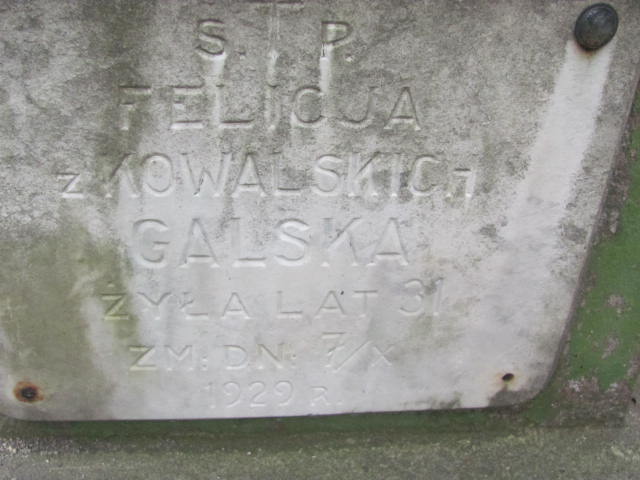 S. † P.
FELICJA
z KOWALSKICH
GALSKA
ŻYŁA LAT 31
ZM. DN. 7/X
1929 R.